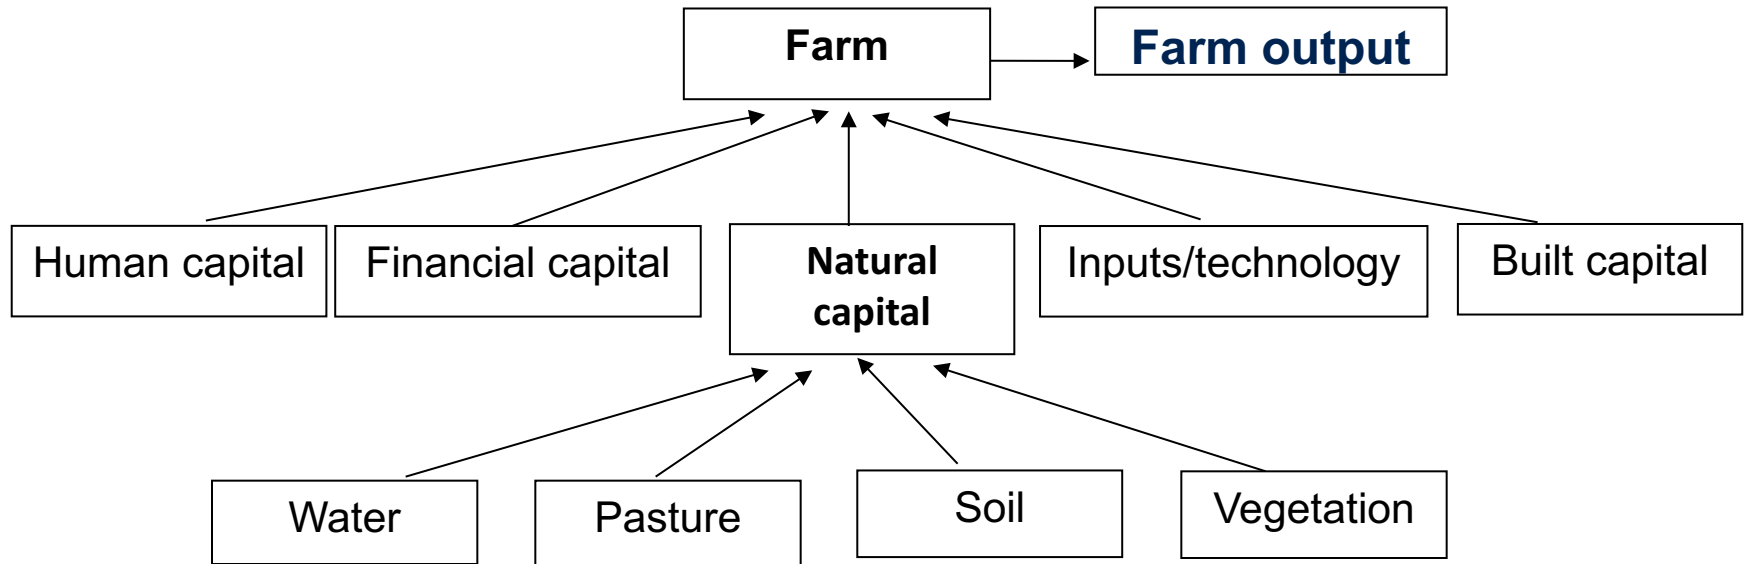 Farm
Farm output
Human capital
Financial capital
Natural
capital
Inputs/technology
Built capital
Water
Pasture
Soil
Vegetation